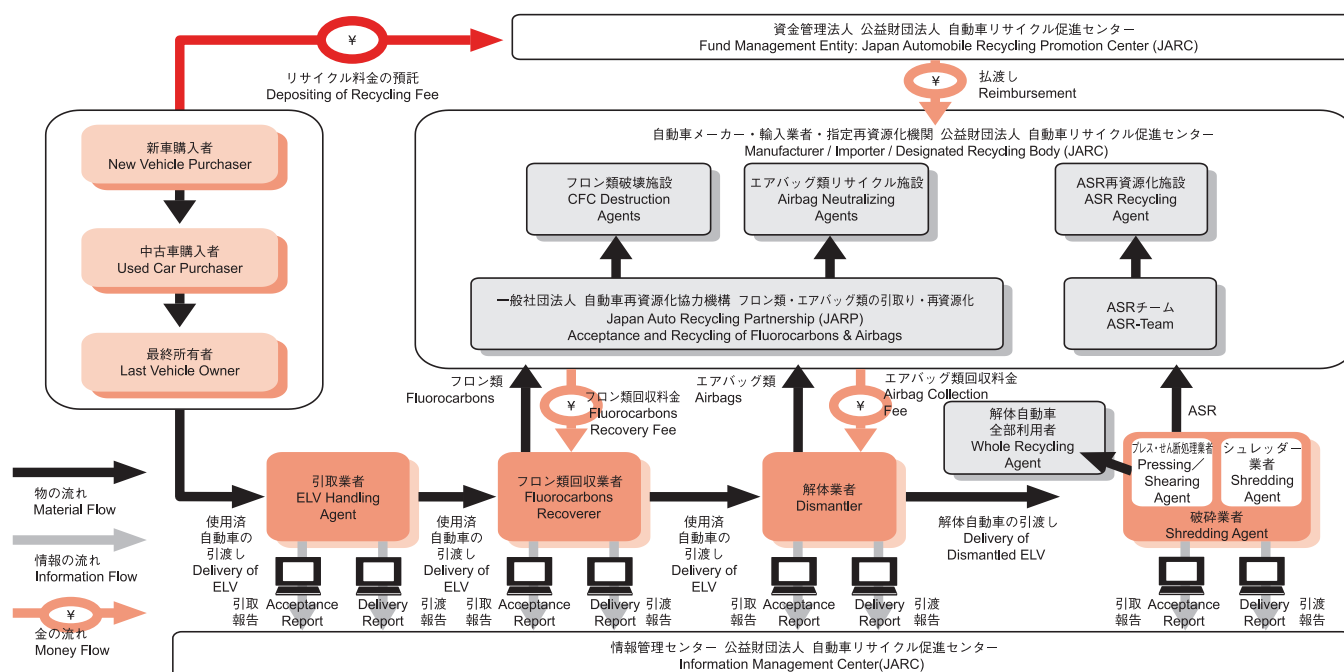 資金管理法人 公益財団法人 自動車リサイクル促進センター
Fund Management Entity: Japan Automobile Recycling Promotion Center (JARC)
¥
リサイクル料金の預託
Depositing of Recycling Fee
¥
払渡し
Reimbursement
新車購入者
New Vehicle Purchaser
中古車購入者
Used Car Purchaser
最終所有者
Last Vehicle Owner
自動車メーカー・輸入業者・指定再資源化機関 公益財団法人 自動車リサイクル促進センター
Manufacturer / Importer / Designated Recycling Body (JARC)
フロン類破壊施設
CFC Destruction
Agents
エアバッグ類リサイクル施設
Airbag Neutralizing
Agents
ASR再資源化施設
ASR Recycling
Agent
一般社団法人 自動車再資源化協力機構 フロン類・エアバッグ類の引取り・再資源化
Japan Auto Recycling Partnership (JARP)
Acceptance and Recycling of Fluorocarbons & Airbags
ASRチーム
ASR-Team
フロン類
Fluorocarbons
¥
フロン類回収料金
Fluorocarbons
Recovery Fee
エアバッグ類
Airbags
¥
エアバッグ類回収料金
Airbag Collection
Fee
ASR
解体自動車
全部利用者
Whole Recycling
Agent
プレス・せん断処理業者
Pressing／
Shearing
Agent
シュレッダー
業者
Shredding
Agent
破砕業者
Shredding Agent
引取業者
ELV Handling
Agent
フロン類回収業者
Fluorocarbons
Recoverer
解体業者
Dismantler
物の流れ
Material Flow
情報の流れ
Information Flow
¥
金の流れ
Money Flow
使用済
自動車の
引渡し
Delivery of
ELV
使用済
自動車の
引渡し
Delivery of
ELV
使用済
自動車の
引渡し
Delivery of
ELV
解体自動車の引渡し
Delivery of
Dismantled ELV
引取
報告
Acceptance
Report
Delivery
Report
引渡
報告
引取
報告
Acceptance
Report
Delivery
Report
引渡
報告
引取
報告
Acceptance
Report
Delivery
Report
引渡
報告
引取
報告
Acceptance
Report
Delivery
Report
引渡
報告
情報管理センター 公益財団法人 自動車リサイクル促進センター
Information Management Center(JARC)